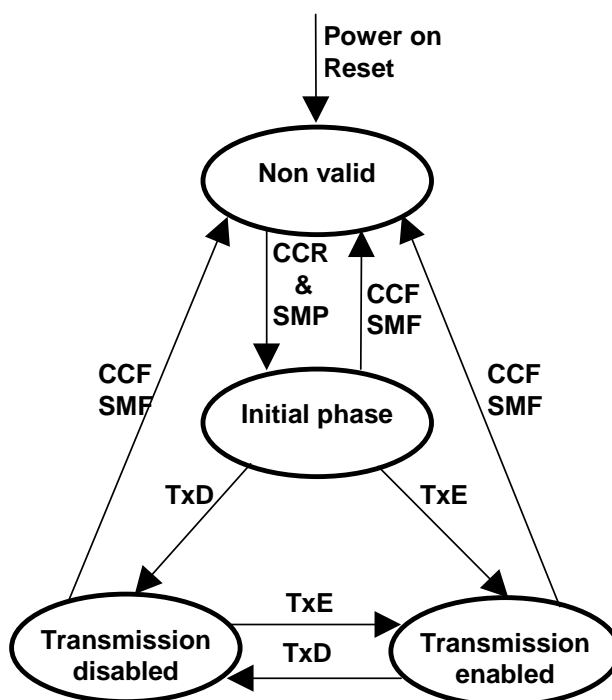 Power on
Reset
Non valid
CCR
&
SMP
CCF
SMF
CCF
SMF
CCF
SMF
Initial phase
TxD
TxE
TxE
TxD
Transmission
disabled
Transmission
enabled